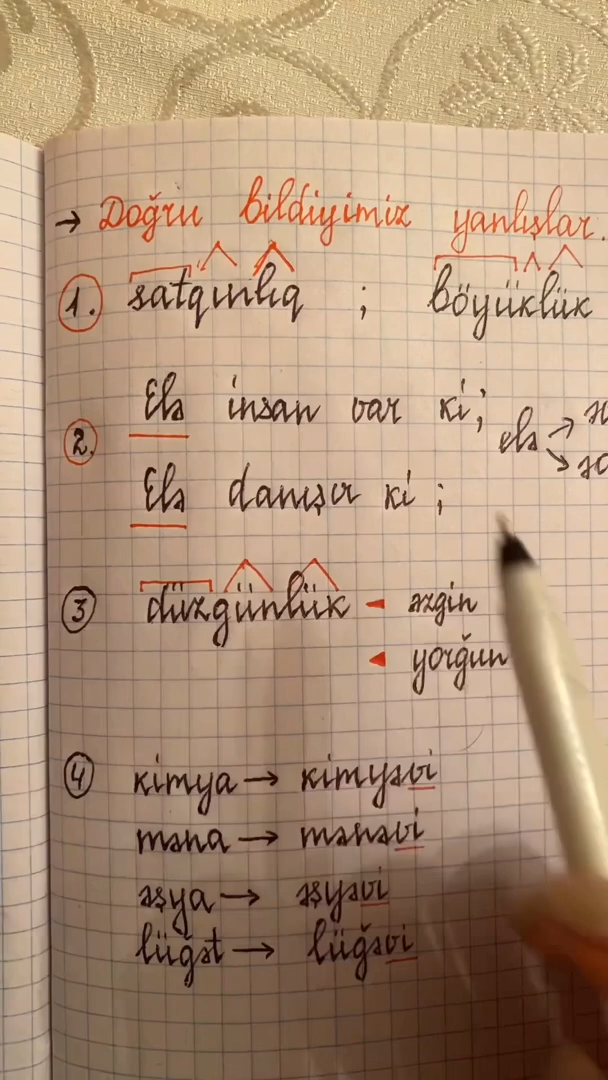 → Doğru bildiyimiz yanlışlar.
1. satqınlıq ; böyüklük
2. Elə insan var ki; elə
Elə danışır ki ;
3 düzgünlük ◂ əzgin
◂ yorğun
4 kimya → kimyəvi
məna → mənəvi
əşya → əşyəvi
lüğət → lüğəvi